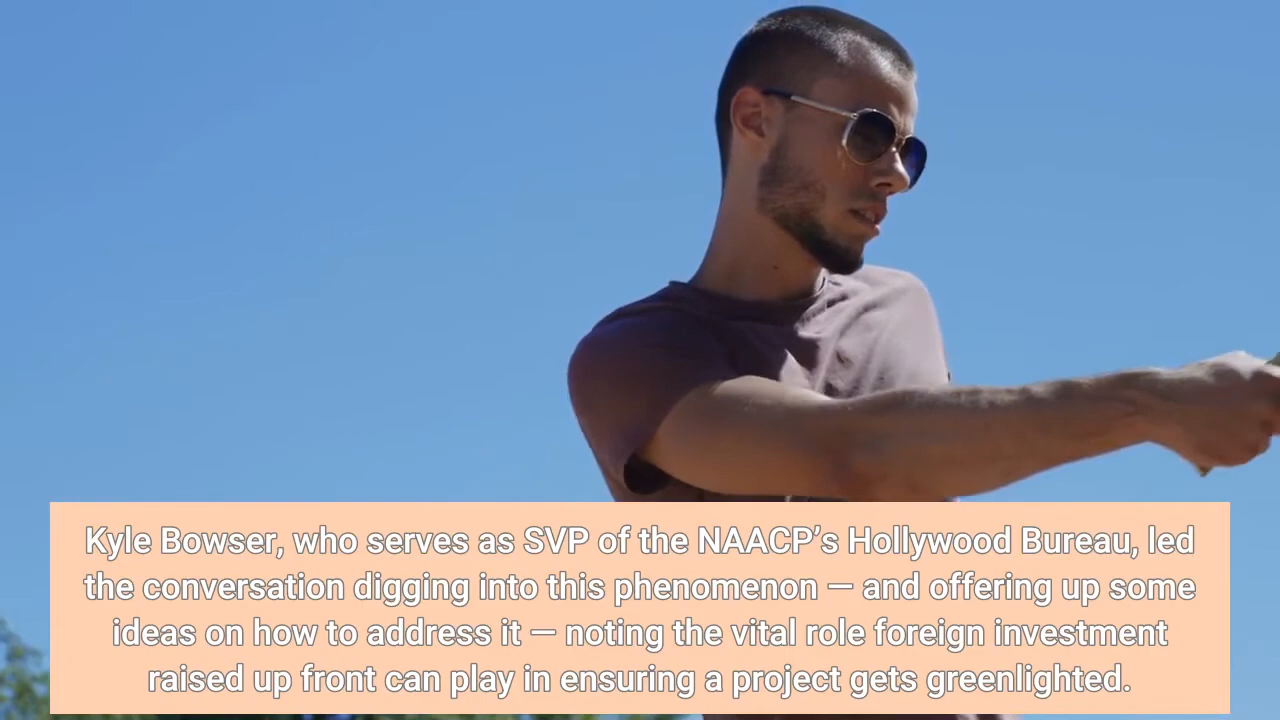 Kyle Bowser, who serves as SVP of the NAACP’s Hollywood Bureau, led
the conversation digging into this phenomenon — and offering up some
ideas on how to address it — noting the vital role foreign investment
raised up front can play in ensuring a project gets greenlighted.